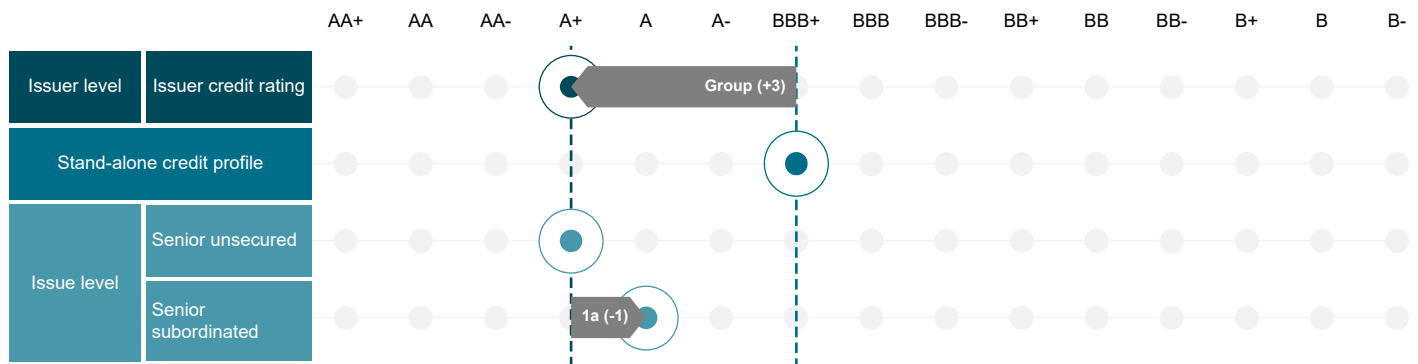 AA+ AA AA- A+ A A- BBB+ BBB BBB- BB+ BB BB- B+ B B-
Issuer level Issuer credit rating Group (+3)
Stand-alone credit profile
Issue level
Senior unsecured
Senior
subordinated
1a (-1)